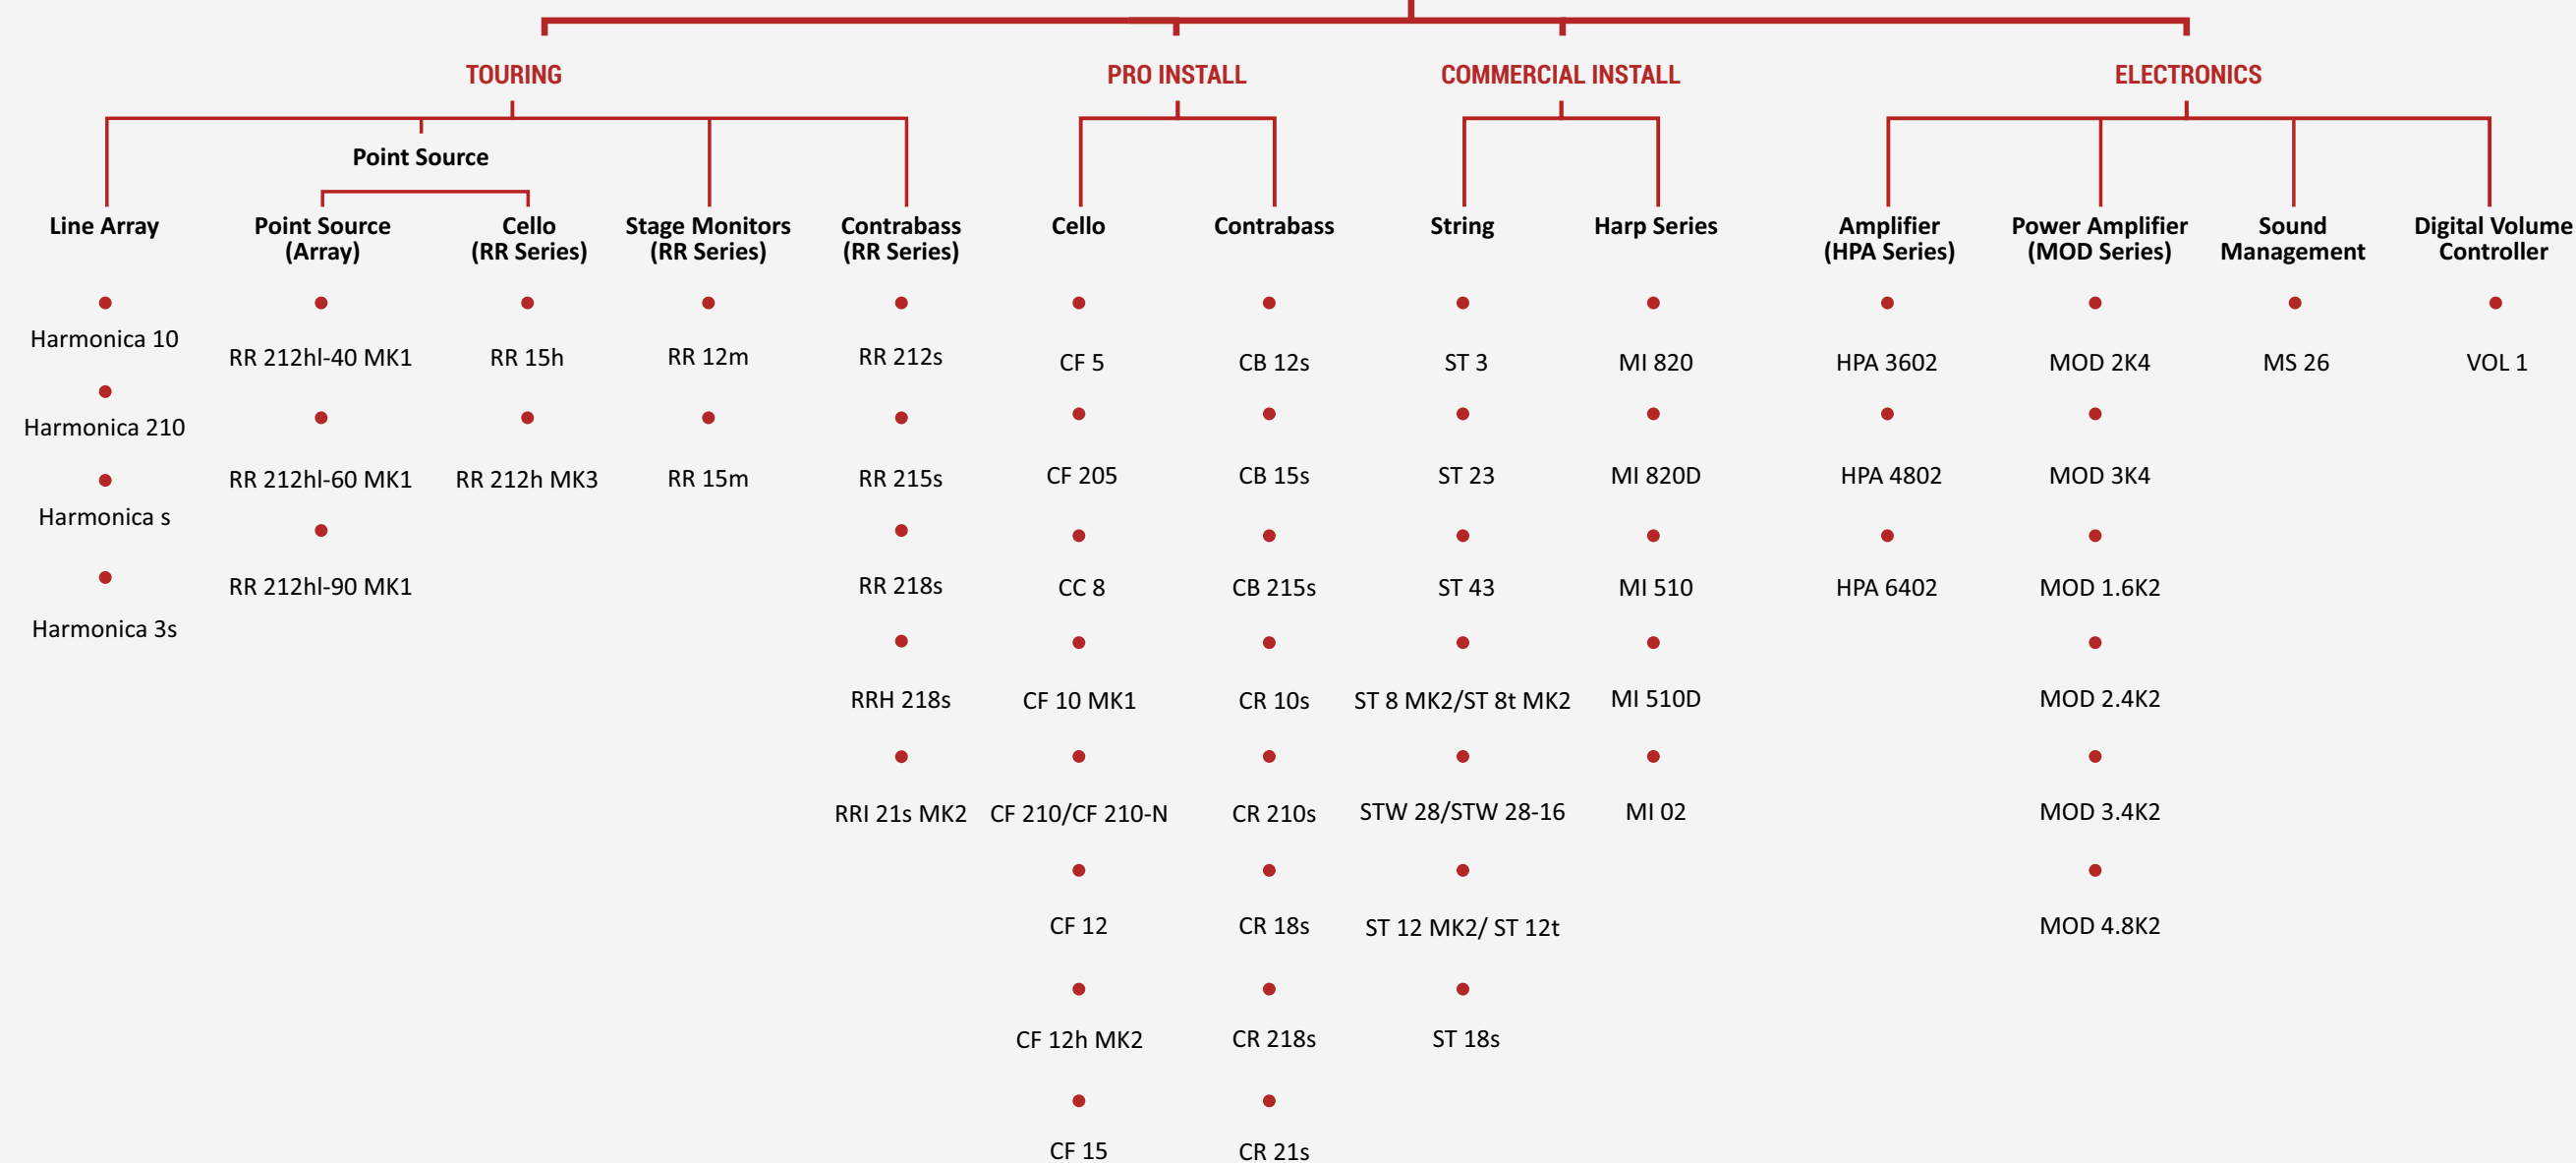 TOURING
PRO INSTALL
COMMERCIAL INSTALL
ELECTRONICS
Point Source
Line Array
Harmonica 10
Harmonica 210
Harmonica s
Harmonica 3s
Point Source
(Array)
RR 212hl-40 MK1
RR 212hl-60 MK1
RR 212hl-90 MK1
Cello
(RR Series)
RR 15h
RR 212h MK3
Stage Monitors
(RR Series)
RR 12m
RR 15m
Contrabass
(RR Series)
RR 212s
RR 215s
RR 218s
RRH 218s
RRI 21s MK2
Cello
CF 5
CF 205
CC 8
CF 10 MK1
CF 210/CF 210-N
CF 12
CF 12h MK2
CF 15
Contrabass
CB 12s
CB 15s
CB 215s
CR 10s
CR 210s
CR 18s
CR 218s
CR 21s
String
ST 3
ST 23
ST 43
ST 8 MK2/ST 8t MK2
STW 28/STW 28-16
ST 12 MK2/ ST 12t
ST 18s
Harp Series
MI 820
MI 820D
MI 510
MI 510D
MI 02
Amplifier
(HPA Series)
HPA 3602
HPA 4802
HPA 6402
Power Amplifier
(MOD Series)
MOD 2K4
MOD 3K4
MOD 1.6K2
MOD 2.4K2
MOD 3.4K2
MOD 4.8K2
Sound
Management
MS 26
Digital Volume
Controller
VOL 1